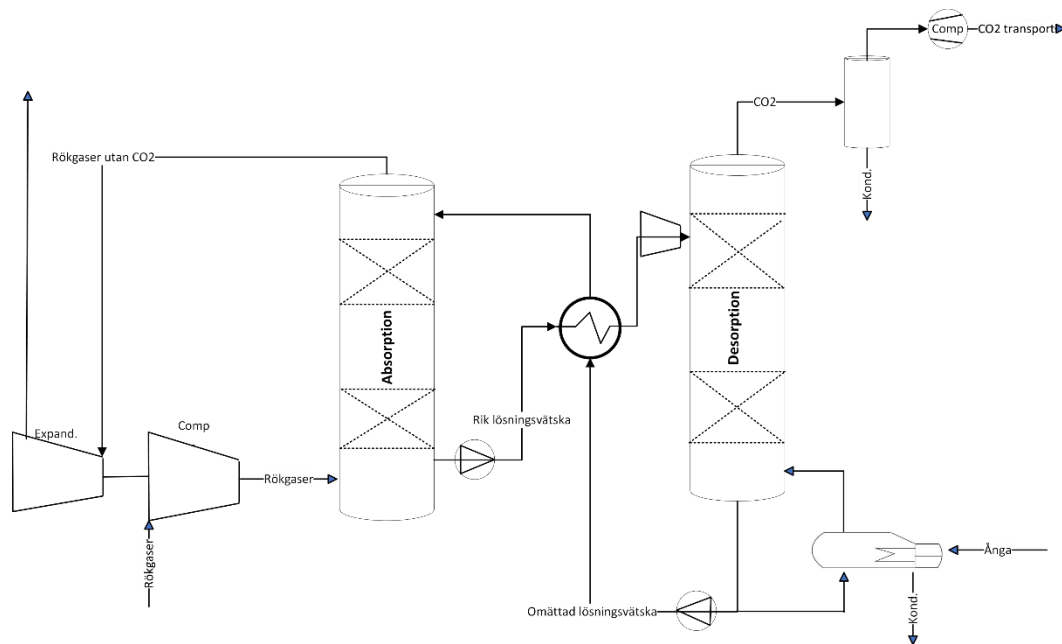 Comp
CO2 transport
CO2
Rökgaser utan CO2
Kond.
Absorption
Desorption
Rik lösningsvätska
Expand.
Comp
Rökgaser
Rökgaser
Ånga
Omättad lösningsvätska
Kond.